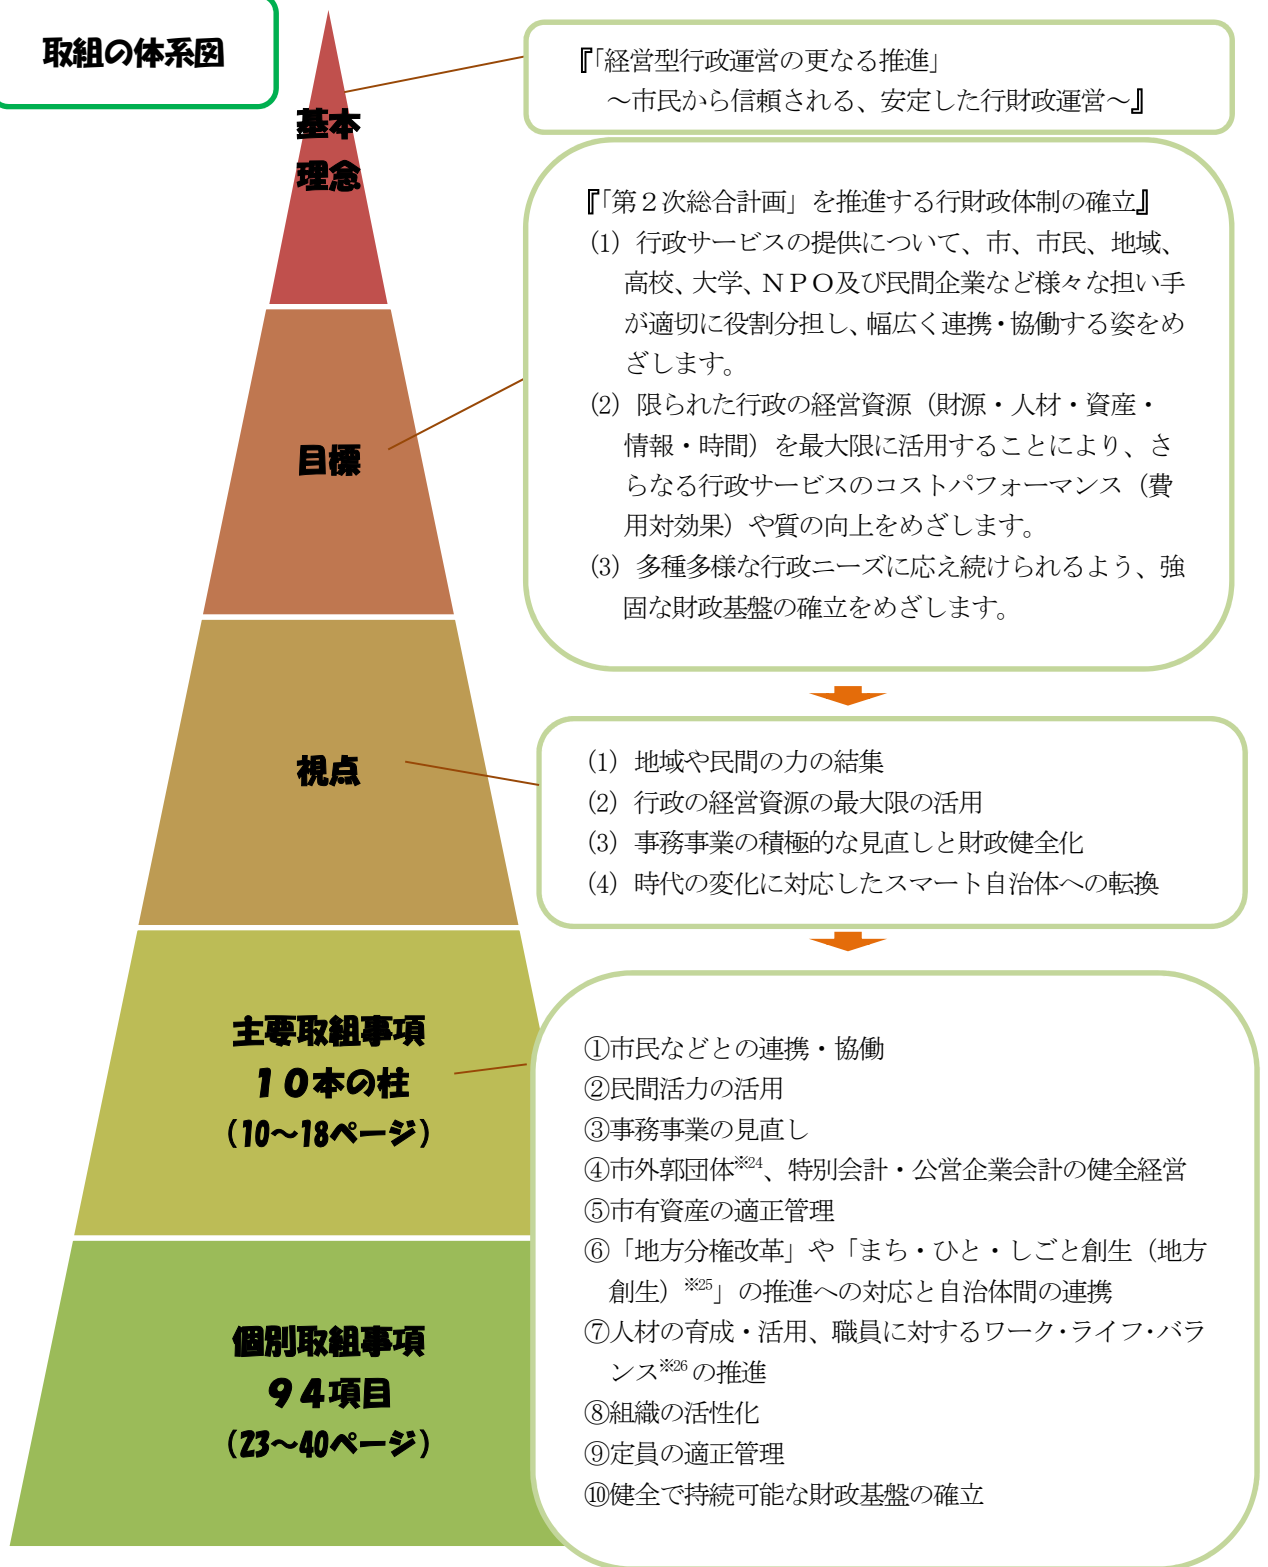 取組の体系図
基本
理念
『「経営型行政運営の更なる推進」
～市民から信頼される、安定した行財政運営～』
目標
『「第２次総合計画」を推進する行財政体制の確立』
(1) 行政サービスの提供について、市、市民、地域、
高校、大学、ＮＰＯ及び民間企業など様々な担い手
が適切に役割分担し、幅広く連携・協働する姿をめ
ざします。
(2) 限られた行政の経営資源（財源・人材・資産・
情報・時間）を最大限に活用することにより、さ
らなる行政サービスのコストパフォーマンス（費
用対効果）や質の向上をめざします。
(3) 多種多様な行政ニーズに応え続けられるよう、強
固な財政基盤の確立をめざします。
視点
(1) 地域や民間の力の結集
(2) 行政の経営資源の最大限の活用
(3) 事務事業の積極的な見直しと財政健全化
(4) 時代の変化に対応したスマート自治体への転換
主要取組事項
１０本の柱
（10～18ページ）
①市民などとの連携・協働
②民間活力の活用
③事務事業の見直し
④市外郭団体※24、特別会計・公営企業会計の健全経営
⑤市有資産の適正管理
⑥「地方分権改革」や「まち・ひと・しごと創生（地方
創生）※25」の推進への対応と自治体間の連携
⑦人材の育成・活用、職員に対するワーク・ライフ・バラ
ンス※26 の推進
⑧組織の活性化
⑨定員の適正管理
⑩健全で持続可能な財政基盤の確立
個別取組事項
９４項目
（23～40ページ）